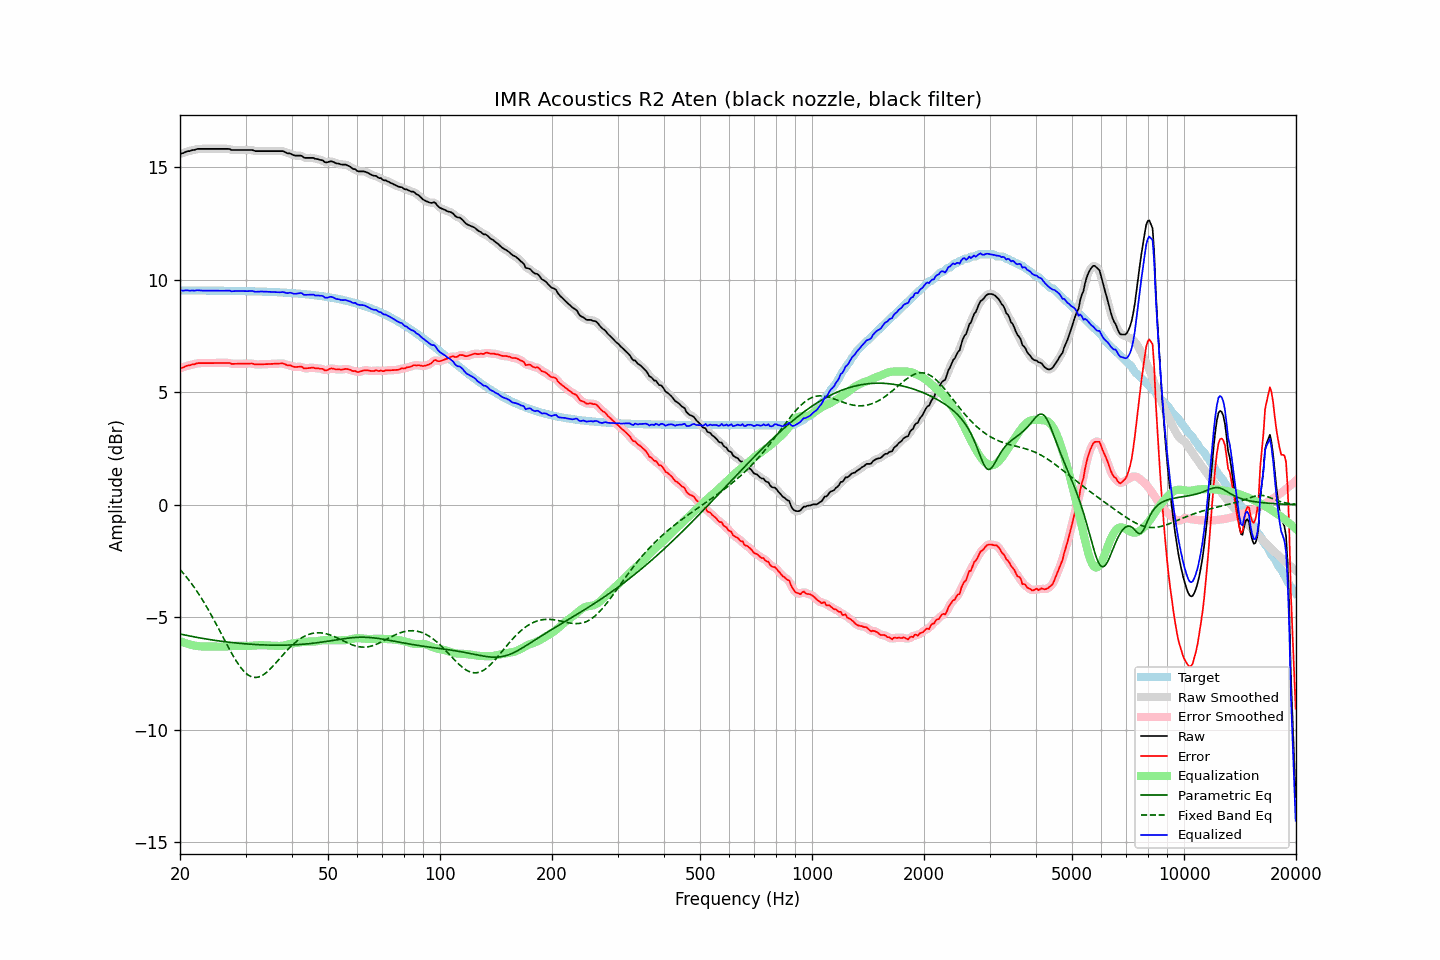 IMR Acoustics R2 Aten (black nozzle, black filter)
Amplitude (dBr)
15
10
5
0
−5
−10
−15
20
50
100
200
500
1000
2000
5000
10000
20000
Frequency (Hz)
Target
Raw Smoothed
Error Smoothed
Raw
Error
Equalization
Parametric Eq
Fixed Band Eq
Equalized